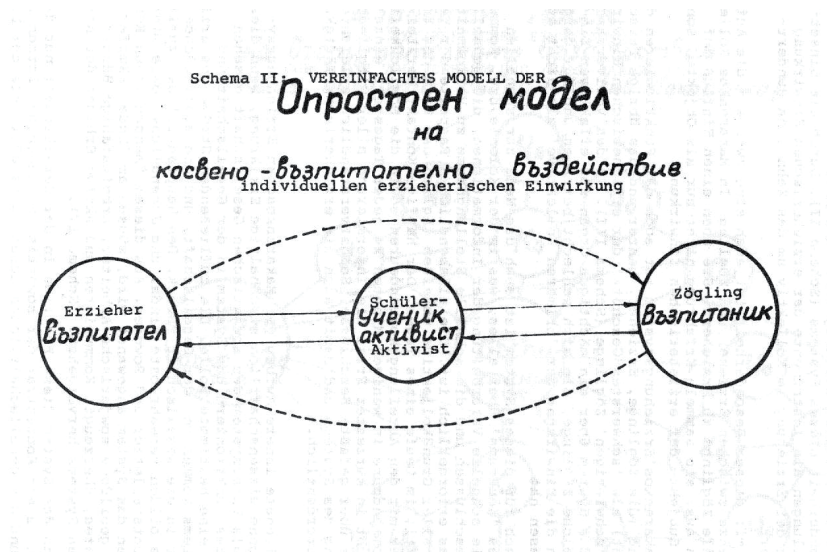 Schema II: VEREINFACHTES MODELL DER
Опростен модел
на
косвено-възпитателно въздействие
individuellen erzieherischen Einwirkung
Erzieher
Възпитател
Schüler-
Ученик
активист
Aktivist
Zögling
Възпитаник